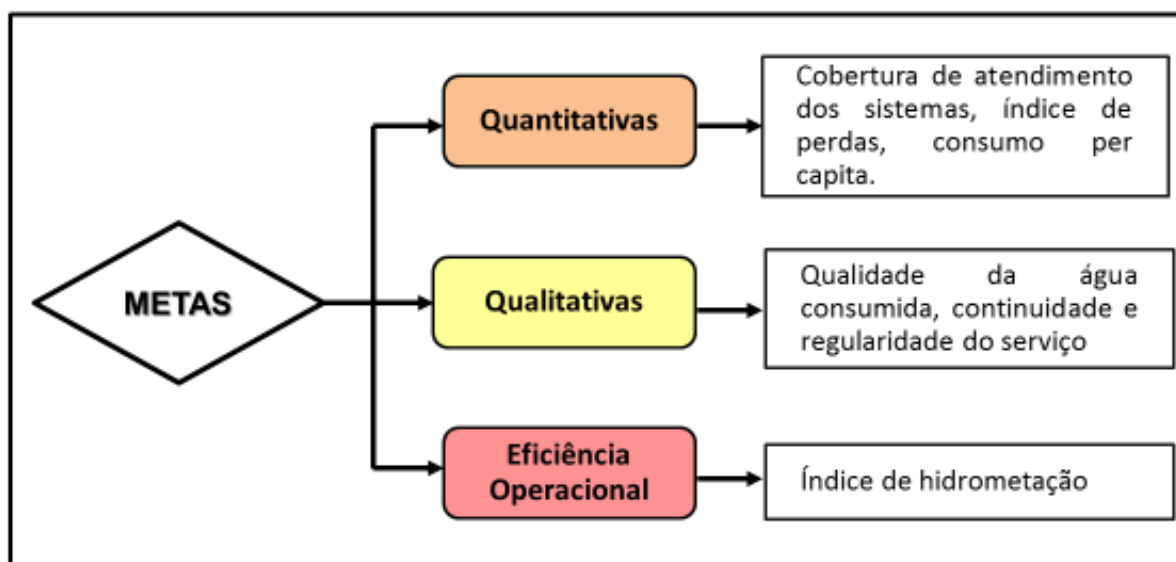 METAS
Quantitativas
Cobertura de atendimento
dos sistemas, índice de
perdas, consumo per
capita.
Qualitativas
Qualidade da água
consumida, continuidade e
regularidade do serviço
Eficiência
Operacional
Índice de hidrometação